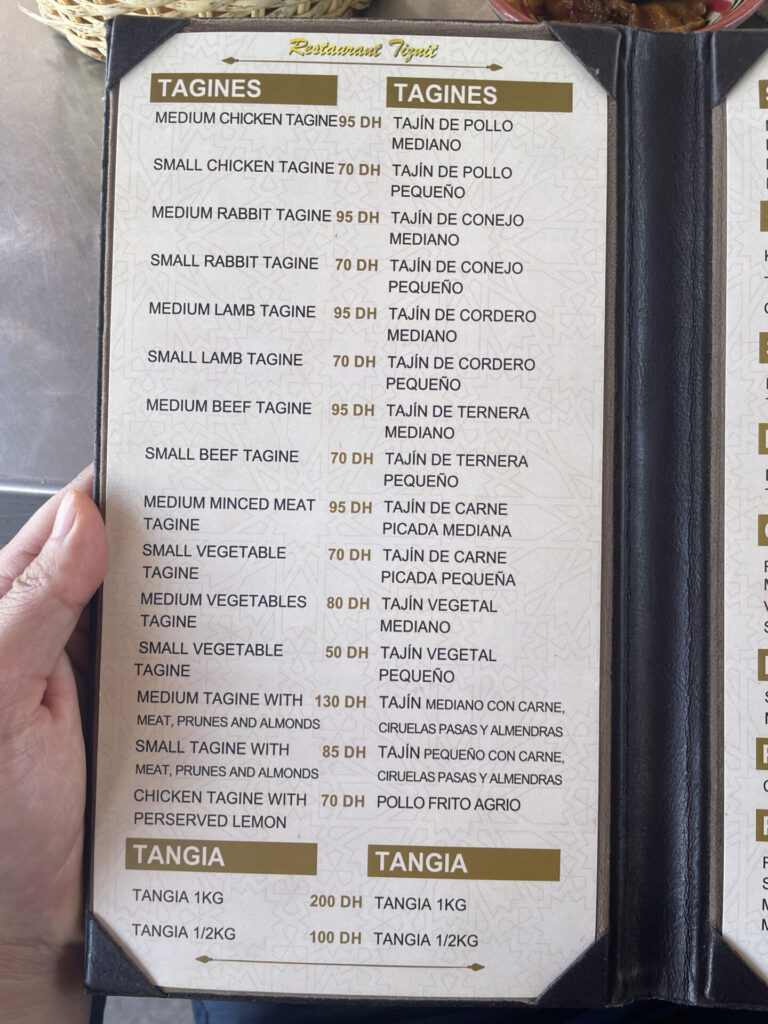 Restaurant Tiznit
TAGINES TAGINES
MEDIUM CHICKEN TAGINE 95 DH TAJÍN DE POLLO
MEDIANO
SMALL CHICKEN TAGINE 70 DH TAJÍN DE POLLO
PEQUEÑO
MEDIUM RABBIT TAGINE 95 DH TAJÍN DE CONEJO
MEDIANO
SMALL RABBIT TAGINE 70 DH TAJÍN DE CONEJO
PEQUEÑO
MEDIUM LAMB TAGINE 95 DH TAJÍN DE CORDERO
MEDIANO
SMALL LAMB TAGINE 70 DH TAJÍN DE CORDERO
PEQUEÑO
MEDIUM BEEF TAGINE 95 DH TAJÍN DE TERNERA
MEDIANO
SMALL BEEF TAGINE 70 DH TAJÍN DE TERNERA
PEQUEÑO
MEDIUM MINCED MEAT 95 DH TAJÍN DE CARNE
TAGINE PICADA MEDIANA
SMALL VEGETABLE 70 DH TAJÍN DE CARNE
TAGINE PICADA PEQUEÑA
MEDIUM VEGETABLES 80 DH TAJÍN VEGETAL
TAGINE MEDIANO
SMALL VEGETABLE 50 DH TAJÍN VEGETAL
TAGINE PEQUEÑO
MEDIUM TAGINE WITH 130 DH TAJÍN MEDIANO CON CARNE,
MEAT, PRUNES AND ALMONDS CIRUELAS PASAS Y ALMENDRAS
SMALL TAGINE WITH 85 DH TAJÍN PEQUEÑO CON CARNE,
MEAT, PRUNES AND ALMONDS CIRUELAS PASAS Y ALMENDRAS
CHICKEN TAGINE WITH 70 DH POLLO FRITO AGRIO
PERSERVED LEMON
TANGIA TANGIA
TANGIA 1KG 200 DH TANGIA 1KG
TANGIA 1/2KG 100 DH TANGIA 1/2KG